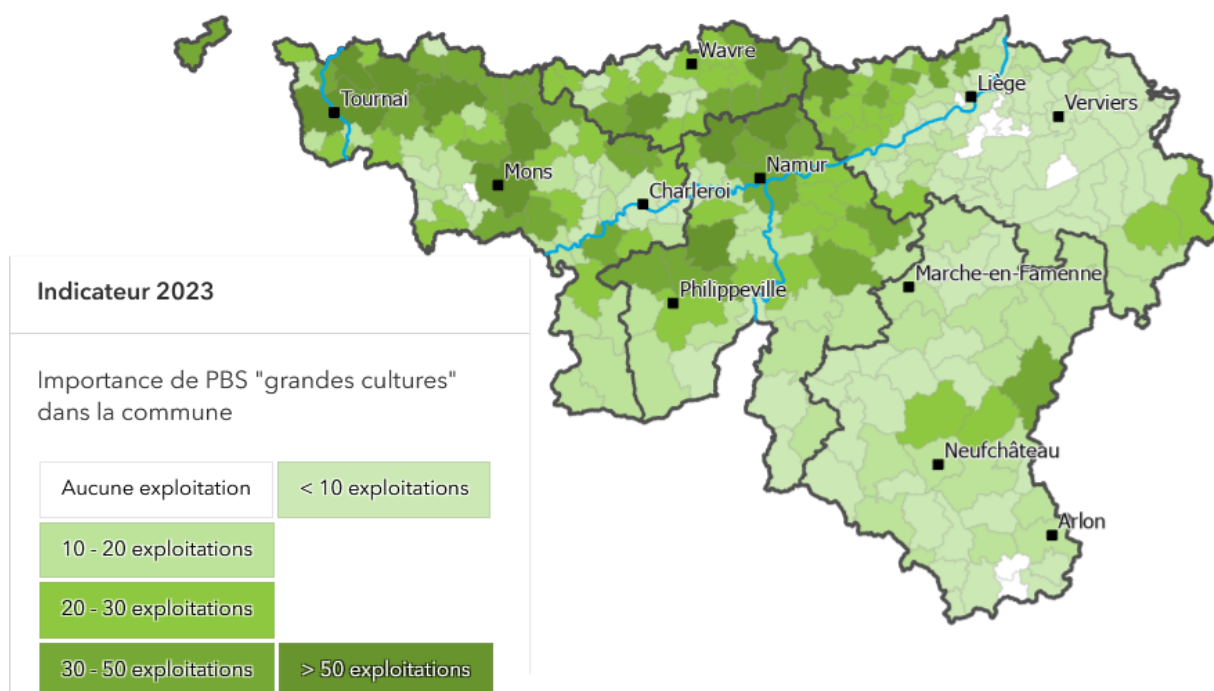 Wavre
Liège
Tournai
Verviers
Mons
Namur
Charleroi
Marche-en-Famenne
Philippeville
Neufchâteau
Arlon
Indicateur 2023
Importance de PBS "grandes cultures"
dans la commune
Aucune exploitation
< 10 exploitations
10 - 20 exploitations
20 - 30 exploitations
30 - 50 exploitations
> 50 exploitations